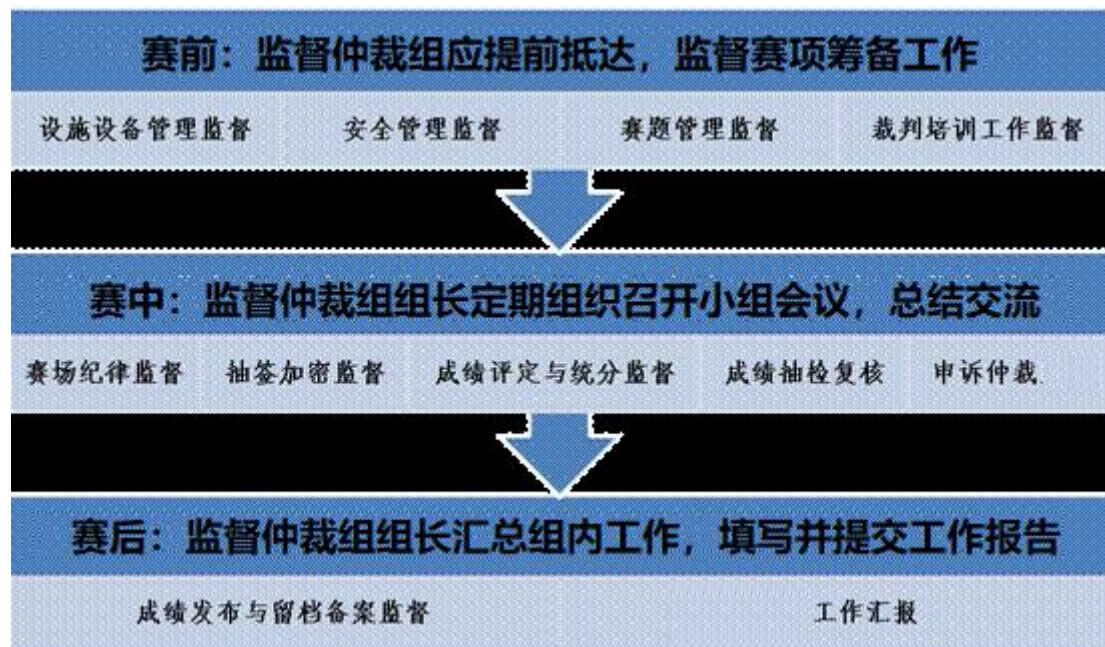 赛前：监督仲裁组应提前抵达，监督赛项筹备工作
设施设备管理监督 安全管理监督 赛题管理监督 裁判培训工作监督
赛中：监督仲裁组组长定期组织召开小组会议，总结交流
赛场纪律监督 抽签加密监督 成绩评定与统分监督 成绩抽检复核 申诉仲裁
赛后：监督仲裁组组长汇总组内工作，填写并提交工作报告
成绩发布与留档备案监督 工作汇报